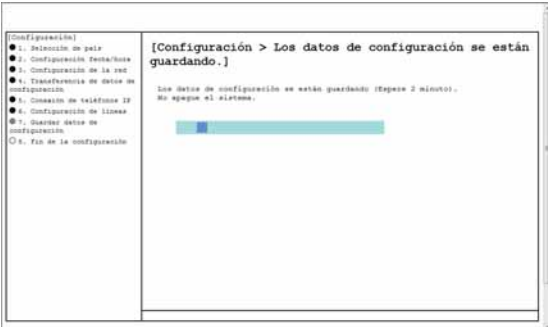 [Configuración]
1. Selección de país
2. Configuración fecha/hora
3. Configuración de la red
4. Transferencia de datos de
configuración
5. Conexión de teléfonos IP
6. Configuración de líneas
7. Guardar datos de
configuración
8. Fin de la configuración
[Configuración > Los datos de configuración se están
guardando.]
Los datos de configuración se están guardando (Espere 2 minuto).
No apague el sistema.